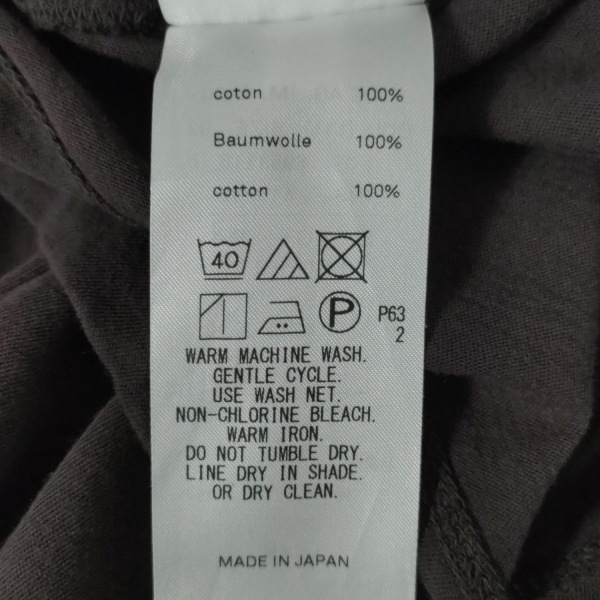 coton 100%
Baumwolle 100%
cotton 100%
40
P P63
2
WARM MACHINE WASH.
GENTLE CYCLE.
USE WASH NET.
NON-CHLORINE BLEACH.
WARM IRON.
DO NOT TUMBLE DRY.
LINE DRY IN SHADE.
OR DRY CLEAN.
MADE IN JAPAN